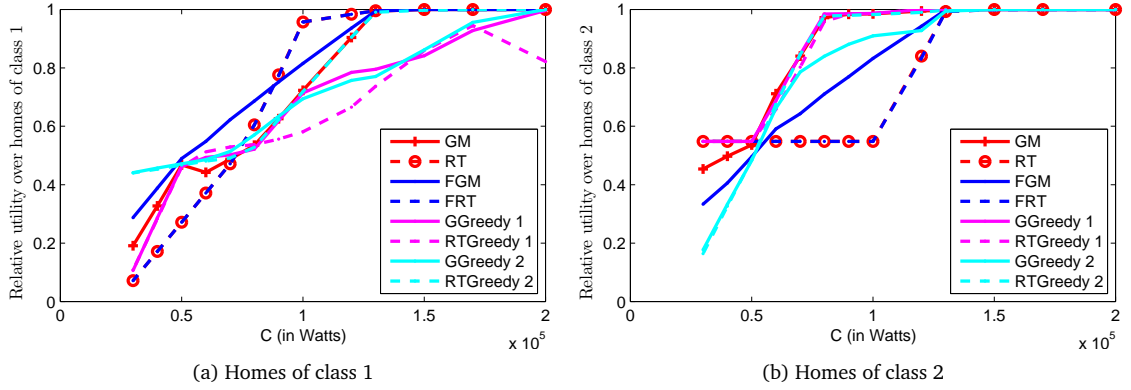 Relative utility over homes of class 1
1
0.8
0.6
0.4
0.2
0
0
0.5
1
1.5
2
x 10^5
C (in Watts)
GM
RT
FGM
FRT
GGreedy 1
RTGreedy 1
GGreedy 2
RTGreedy 2
(a) Homes of class 1
Relative utility over homes of class 2
1
0.8
0.6
0.4
0.2
0
0
0.5
1
1.5
2
x 10^5
C (in Watts)
GM
RT
FGM
FRT
GGreedy 1
RTGreedy 1
GGreedy 2
RTGreedy 2
(b) Homes of class 2